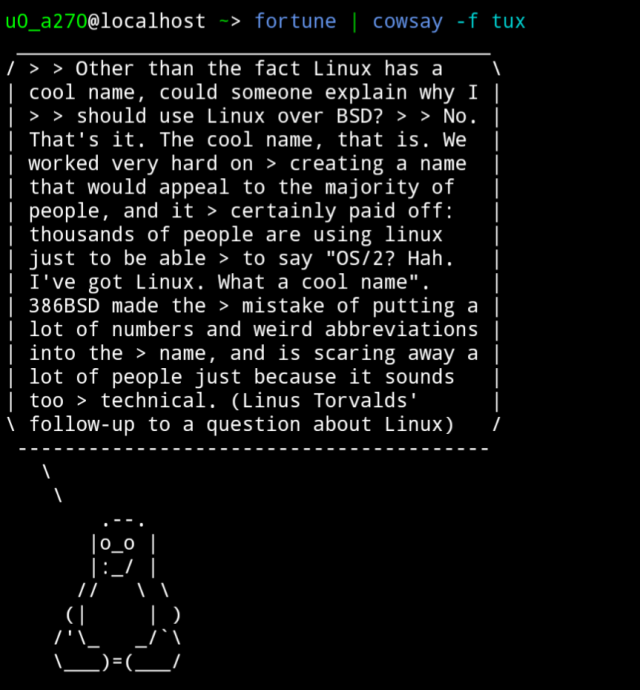 u0_a270@localhost ~> fortune | cowsay -f tux
 ________________________________________
/ > > Other than the fact Linux has a    \
| cool name, could someone explain why I |
| > > should use Linux over BSD? > > No. |
| That's it. The cool name, that is. We  |
| worked very hard on > creating a name  |
| that would appeal to the majority of   |
| people, and it > certainly paid off:   |
| thousands of people are using linux    |
| just to be able > to say "OS/2? Hah.   |
| I've got Linux. What a cool name".     |
| 386BSD made the > mistake of putting a |
| lot of numbers and weird abbreviations |
| into the > name, and is scaring away a |
| lot of people just because it sounds   |
| too > technical. (Linus Torvalds'      |
\ follow-up to a question about Linux)   /
 ----------------------------------------
   \
    \
        .--.
       |o_o |
       |:_/ |
      //   \ \
     (|     | )
    /'\_   _/`\
    \___)=(___/